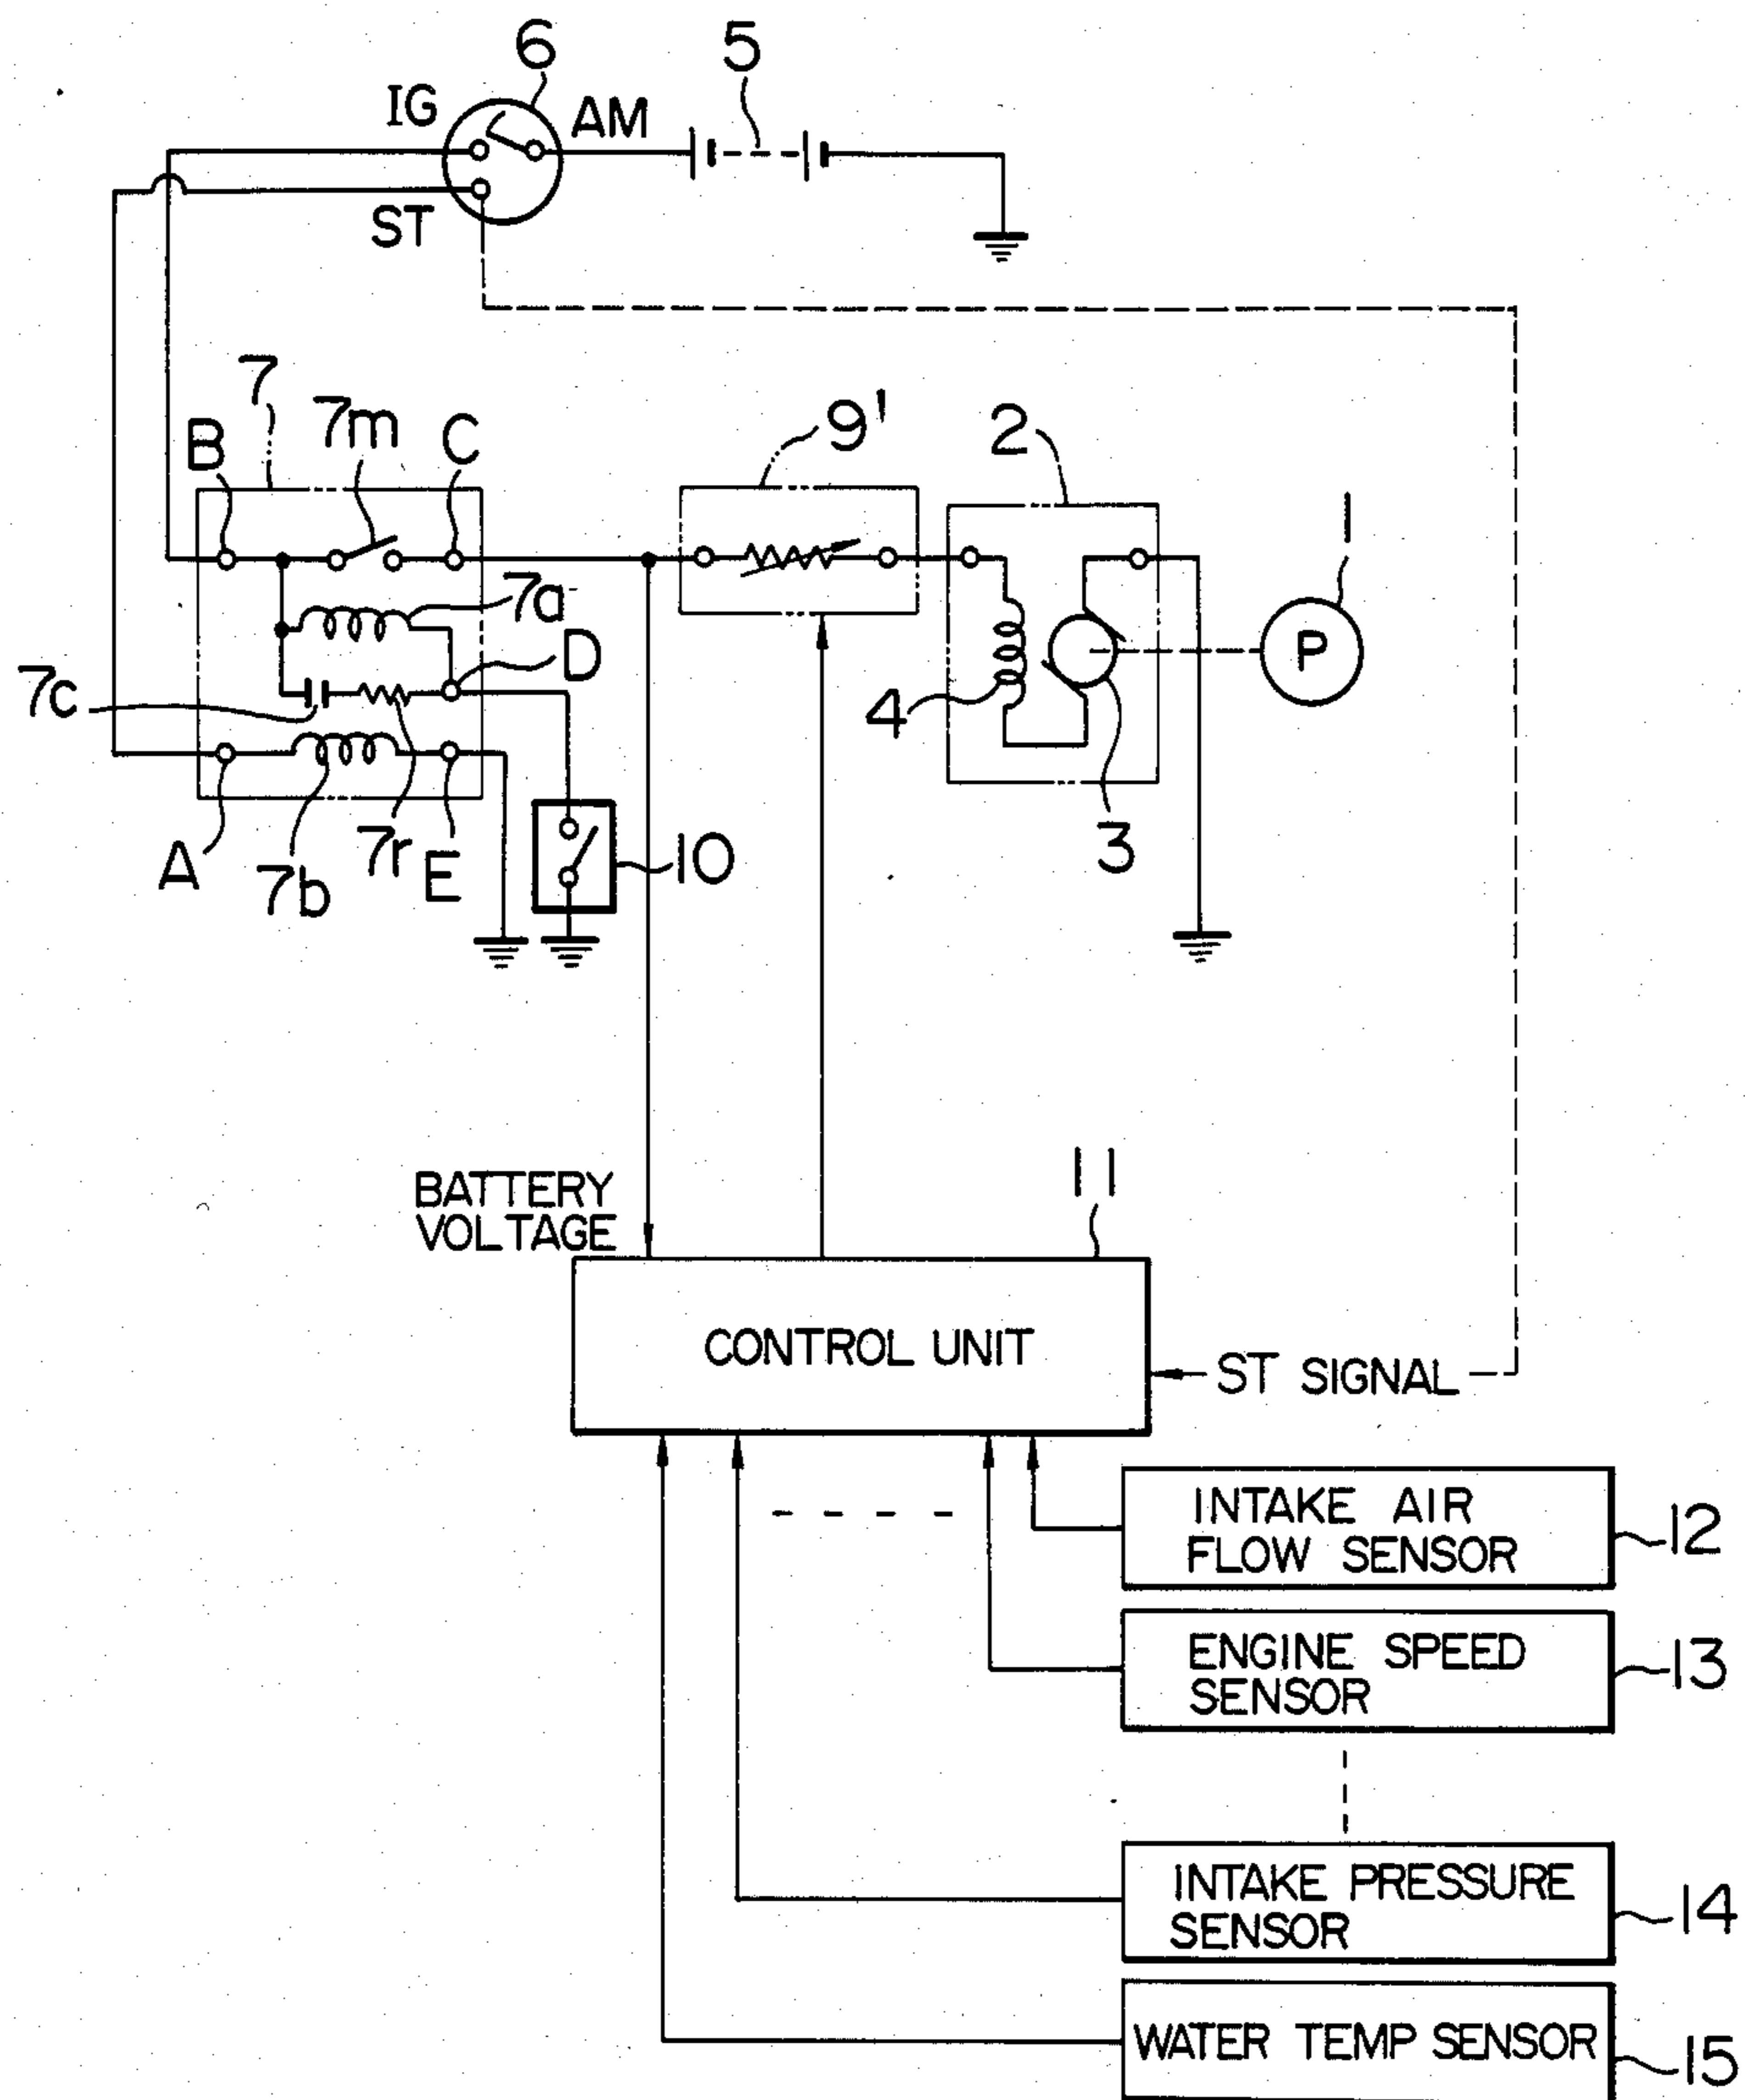 6
5
IG
AM
ST
7
7m
B
C
9'
2
1
7a
D
P
7c
4
A
7b
7r
E
10
3
BATTERY
VOLTAGE
11
CONTROL UNIT
ST SIGNAL
INTAKE AIR
FLOW SENSOR
12
ENGINE SPEED
SENSOR
13
INTAKE PRESSURE
SENSOR
14
WATER TEMP SENSOR
15